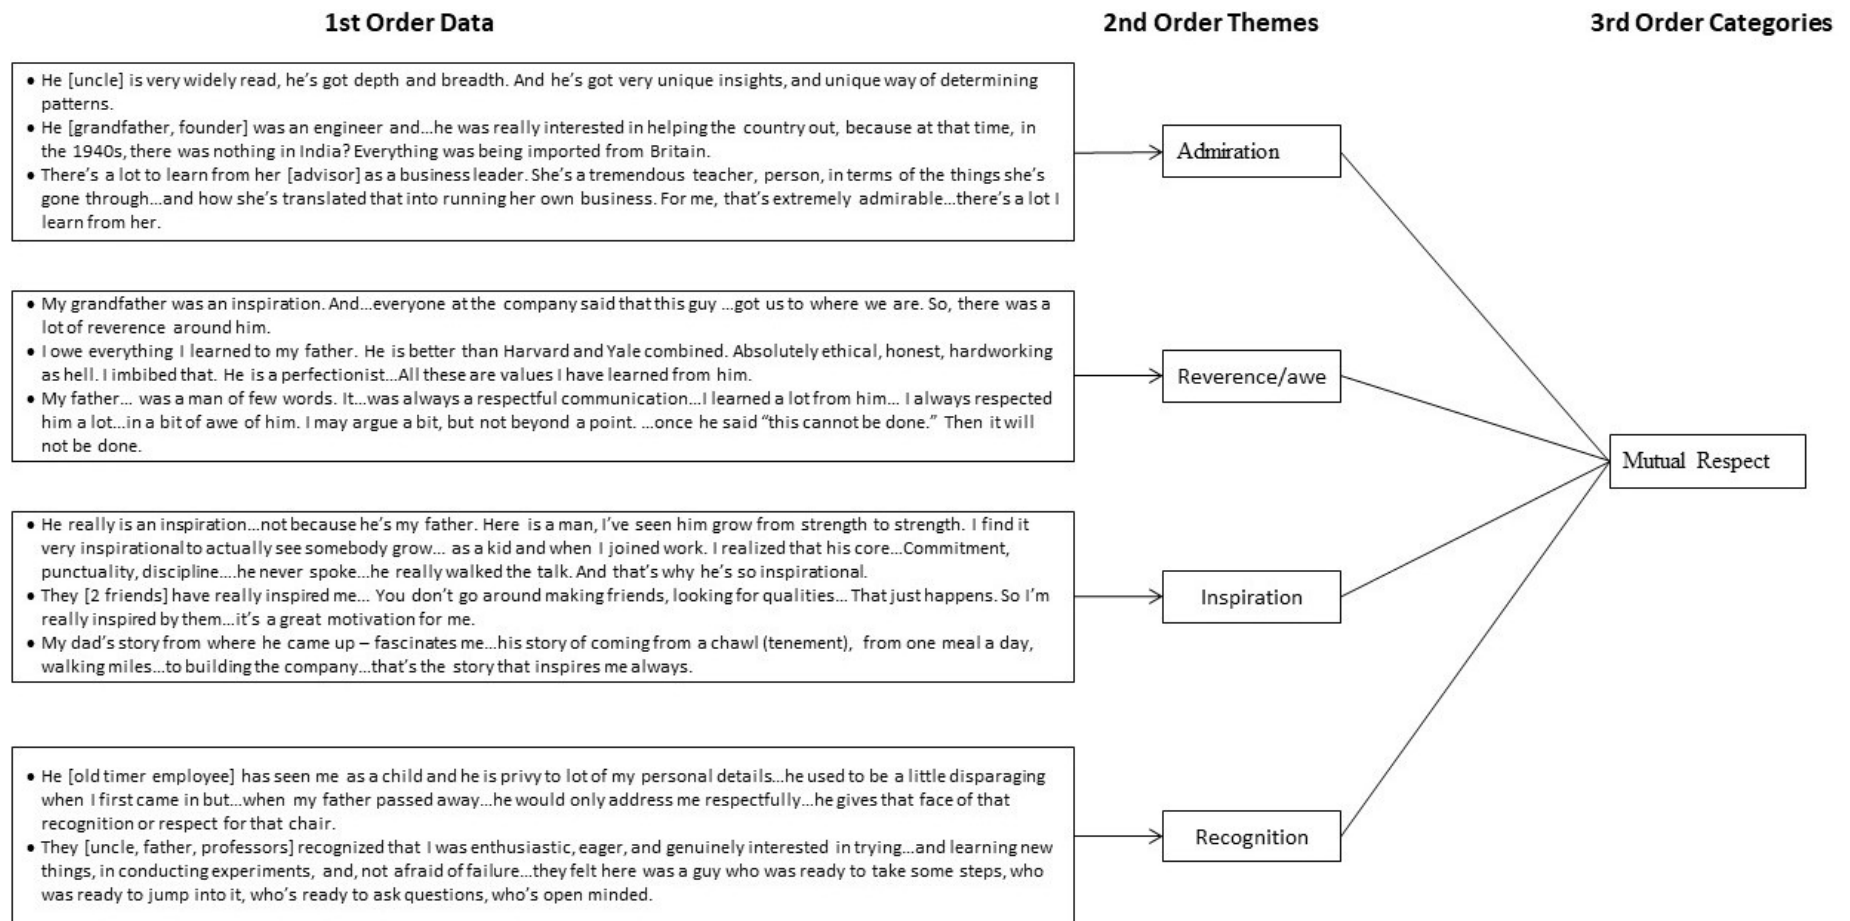 1st Order Data
2nd Order Themes
3rd Order Categories
• He [uncle] is very widely read, he’s got depth and breadth. And he’s got very unique insights, and unique way of determining
patterns.
• He [grandfather, founder] was an engineer and…he was really interested in helping the country out, because at that time, in
the 1940s, there was nothing in India? Everything was being imported from Britain.
• There’s a lot to learn from her [advisor] as a business leader. She’s a tremendous teacher, person, in terms of the things she’s
gone through…and how she’s translated that into running her own business. For me, that’s extremely admirable…there’s a lot I
learn from her.
Admiration
• My grandfather was an inspiration. And…everyone at the company said that this guy …got us to where we are. So, there was a
lot of reverence around him.
• I owe everything I learned to my father. He is better than Harvard and Yale combined. Absolutely ethical, honest, hardworking
as hell. I imbibed that. He is a perfectionist…All these are values I have learned from him.
• My father… was a man of few words. It…was always a respectful communication…I learned a lot from him… I always respected
him a lot…in a bit of awe of him. I may argue a bit, but not beyond a point. …once he said “this cannot be done.” Then it will
not be done.
Reverence/awe
Mutual Respect
• He really is an inspiration…not because he’s my father. Here is a man, I’ve seen him grow from strength to strength. I find it
very inspirational to actually see somebody grow… as a kid and when I joined work. I realized that his core…Commitment,
punctuality, discipline….he never spoke…he really walked the talk. And that’s why he’s so inspirational.
• They [2 friends] have really inspired me… You don’t go around making friends, looking for qualities… That just happens. So I’m
really inspired by them…it’s a great motivation for me.
• My dad’s story from where he came up – fascinates me…his story of coming from a chawl (tenement), from one meal a day,
walking miles…to building the company…that’s the story that inspires me always.
Inspiration
• He [old timer employee] has seen me as a child and he is privy to lot of my personal details…he used to be a little disparaging
when I first came in but…when my father passed away…he would only address me respectfully…he gives that face of that
recognition or respect for that chair.
• They [uncle, father, professors] recognized that I was enthusiastic, eager, and genuinely interested in trying…and learning new
things, in conducting experiments, and, not afraid of failure…they felt here was a guy who was ready to take some steps, who
was ready to jump into it, who’s ready to ask questions, who’s open minded.
Recognition